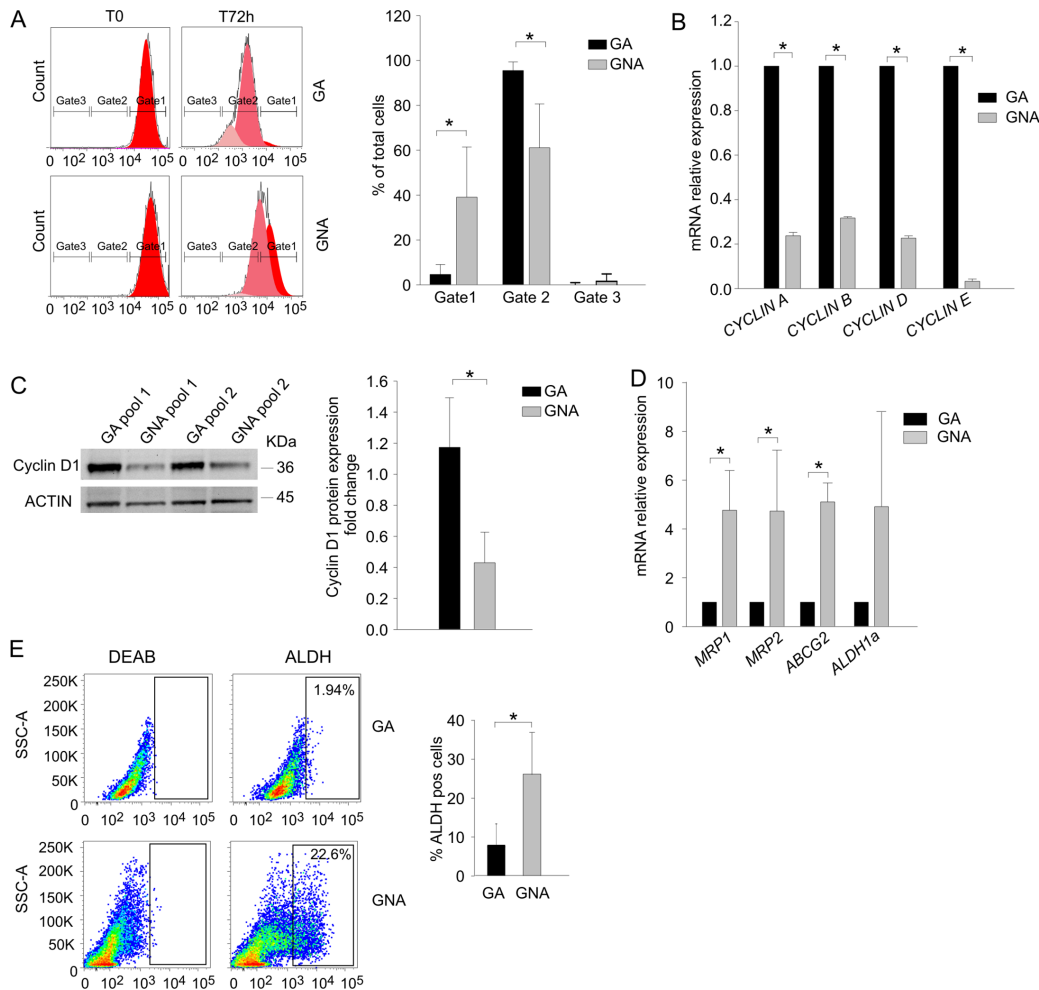 A
T0
T72h
Count
Gate3 Gate2 Gate1
0 10² 10³ 10⁴ 10⁵
Gate3 Gate2 Gate1
0 10² 10³ 10⁴ 10⁵
GA
Count
Gate3 Gate2 Gate1
0 10² 10³ 10⁴ 10⁵
Gate3 Gate2 Gate1
0 10² 10³ 10⁴ 10⁵
GNA
% of total cells
120
100
80
60
40
20
0
*
*
GA
GNA
Gate1 Gate 2 Gate 3
B
mRNA relative expression
1.2
1.0
0.8
0.6
0.4
0.2
0.0
* * * *
GA
GNA
CYCLIN A CYCLIN B CYCLIN D CYCLIN E
C
GA pool 1
GNA pool 1
GA pool 2
GNA pool 2
KDa
Cyclin D1
36
ACTIN
45
Cyclin D1 protein expression
fold change
1.6
1.4
1.2
1.0
0.8
0.6
0.4
0.2
0.0
*
GA
GNA
D
mRNA relative expression
10
8
6
4
2
0
* * *
GA
GNA
MRP1 MRP2 ABCG2 ALDH1a
E
DEAB
ALDH
SSC-A
250K
200K
150K
100K
50K
0
0 10² 10³ 10⁴ 10⁵
1.94%
0 10² 10³ 10⁴ 10⁵
GA
SSC-A
250K
200K
150K
100K
50K
0
0 10² 10³ 10⁴ 10⁵
22.6%
0 10² 10³ 10⁴ 10⁵
GNA
% ALDH pos cells
40
30
20
10
0
*
GA GNA